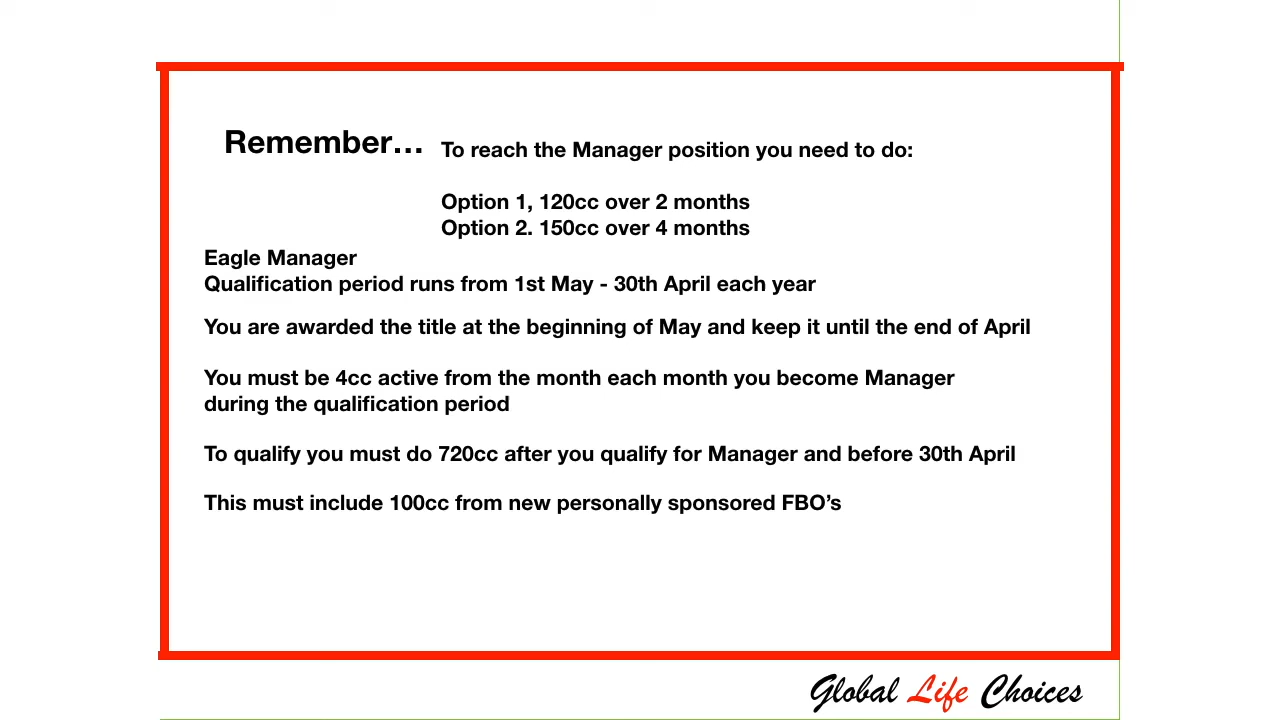 Remember… To reach the Manager position you need to do:
Option 1, 120cc over 2 months
Option 2. 150cc over 4 months
Eagle Manager
Qualification period runs from 1st May - 30th April each year
You are awarded the title at the beginning of May and keep it until the end of April
You must be 4cc active from the month each month you become Manager
during the qualification period
To qualify you must do 720cc after you qualify for Manager and before 30th April
This must include 100cc from new personally sponsored FBO’s
Global Life Choices